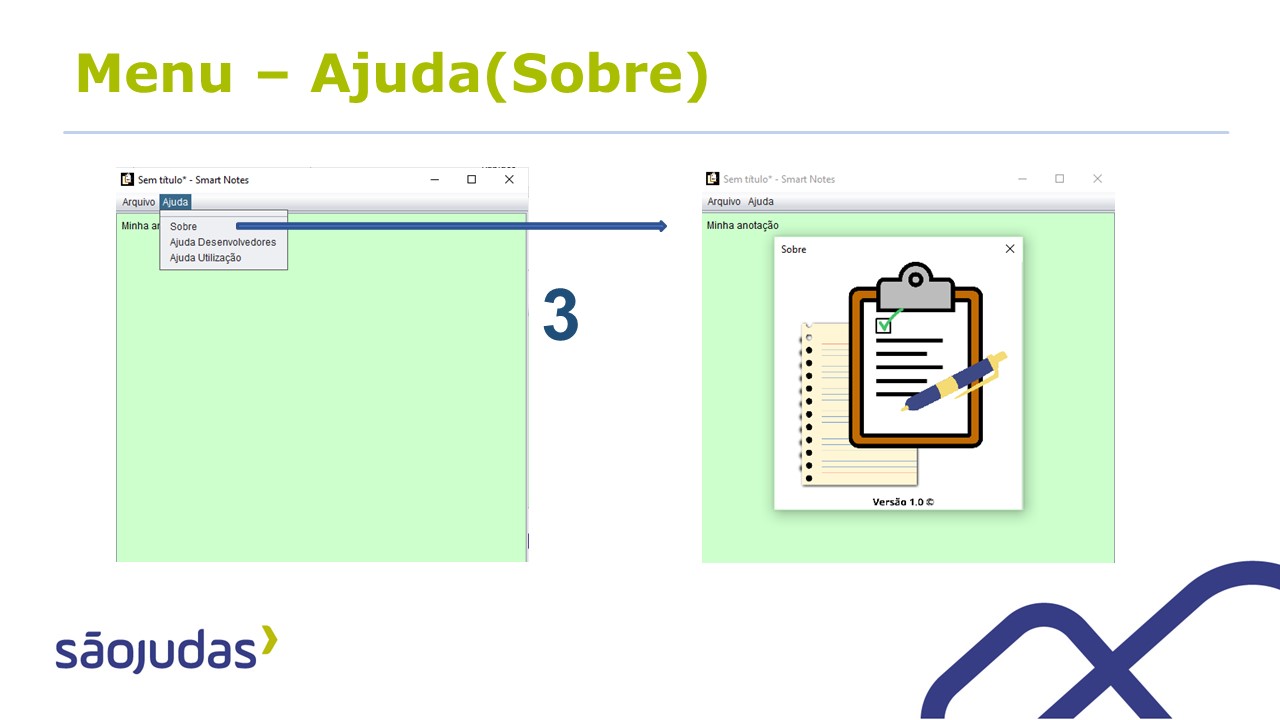 Menu – Ajuda(Sobre)
Sem título* - Smart Notes
Arquivo Ajuda
Minha ar
Sobre
Ajuda Desenvolvedores
Ajuda Utilização
3
Sem título* - Smart Notes
Arquivo Ajuda
Minha anotação
Sobre
Versão 1.0 ©
sãojudas